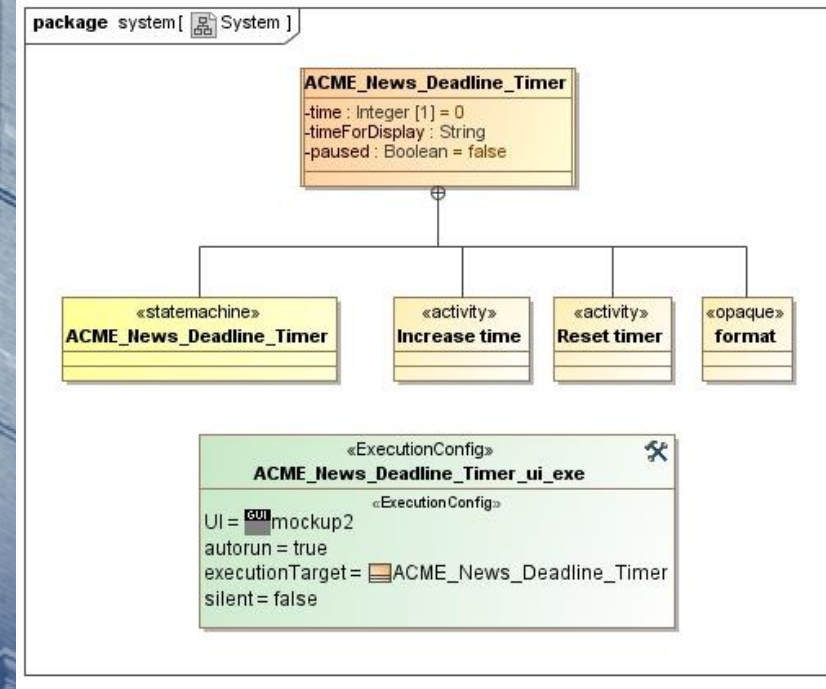 package system[ System ]
ACME_News_Deadline_Timer
-time : Integer [1] = 0
-timeForDisplay : String
-paused : Boolean = false
«statemachine»
ACME_News_Deadline_Timer
«activity»
Increase time
«activity»
Reset timer
«opaque»
format
«ExecutionConfig»
ACME_News_Deadline_Timer_ui_exe
«ExecutionConfig»
UI = GUI mockup2
autorun = true
executionTarget = ACME_News_Deadline_Timer
silent = false